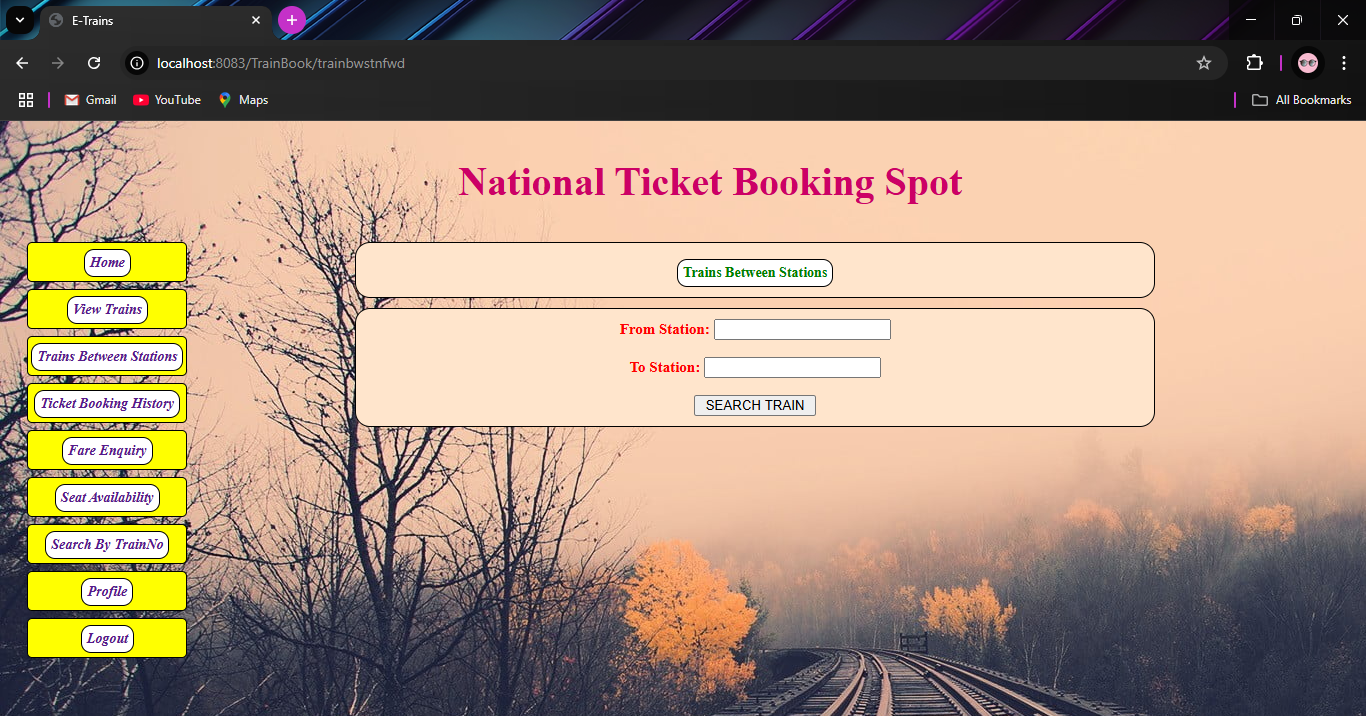 E-Trains
localhost:8083/TrainBook/trainbwstnfwd
Gmail YouTube Maps All Bookmarks
National Ticket Booking Spot
Home
View Trains
Trains Between Stations
Ticket Booking History
Fare Enquiry
Seat Availability
Search By TrainNo
Profile
Logout
Trains Between Stations
From Station:
To Station:
SEARCH TRAIN